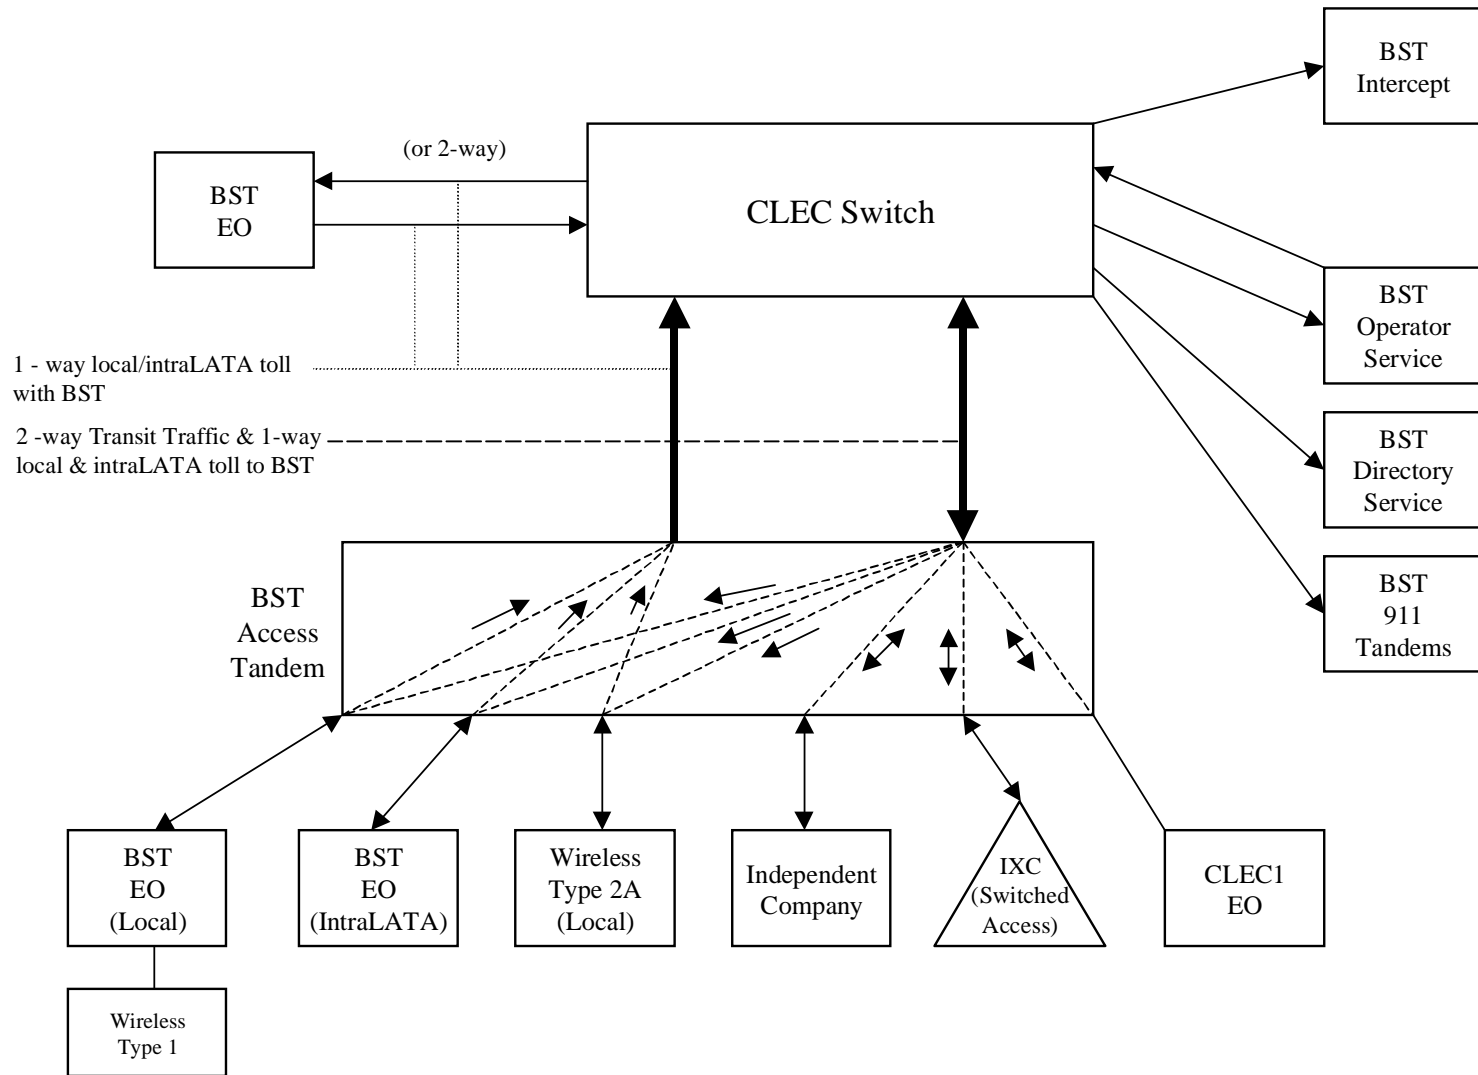 BST
Intercept
(or 2-way)
BST
EO
CLEC Switch
BST
Operator
Service
1 - way local/intraLATA toll
with BST
2 -way Transit Traffic & 1-way
local & intraLATA toll to BST
BST
Directory
Service
BST
911
Tandems
BST
Access
Tandem
BST
EO
(Local)
BST
EO
(IntraLATA)
Wireless
Type 2A
(Local)
Independent
Company
IXC
(Switched
Access)
CLEC1
EO
Wireless
Type 1